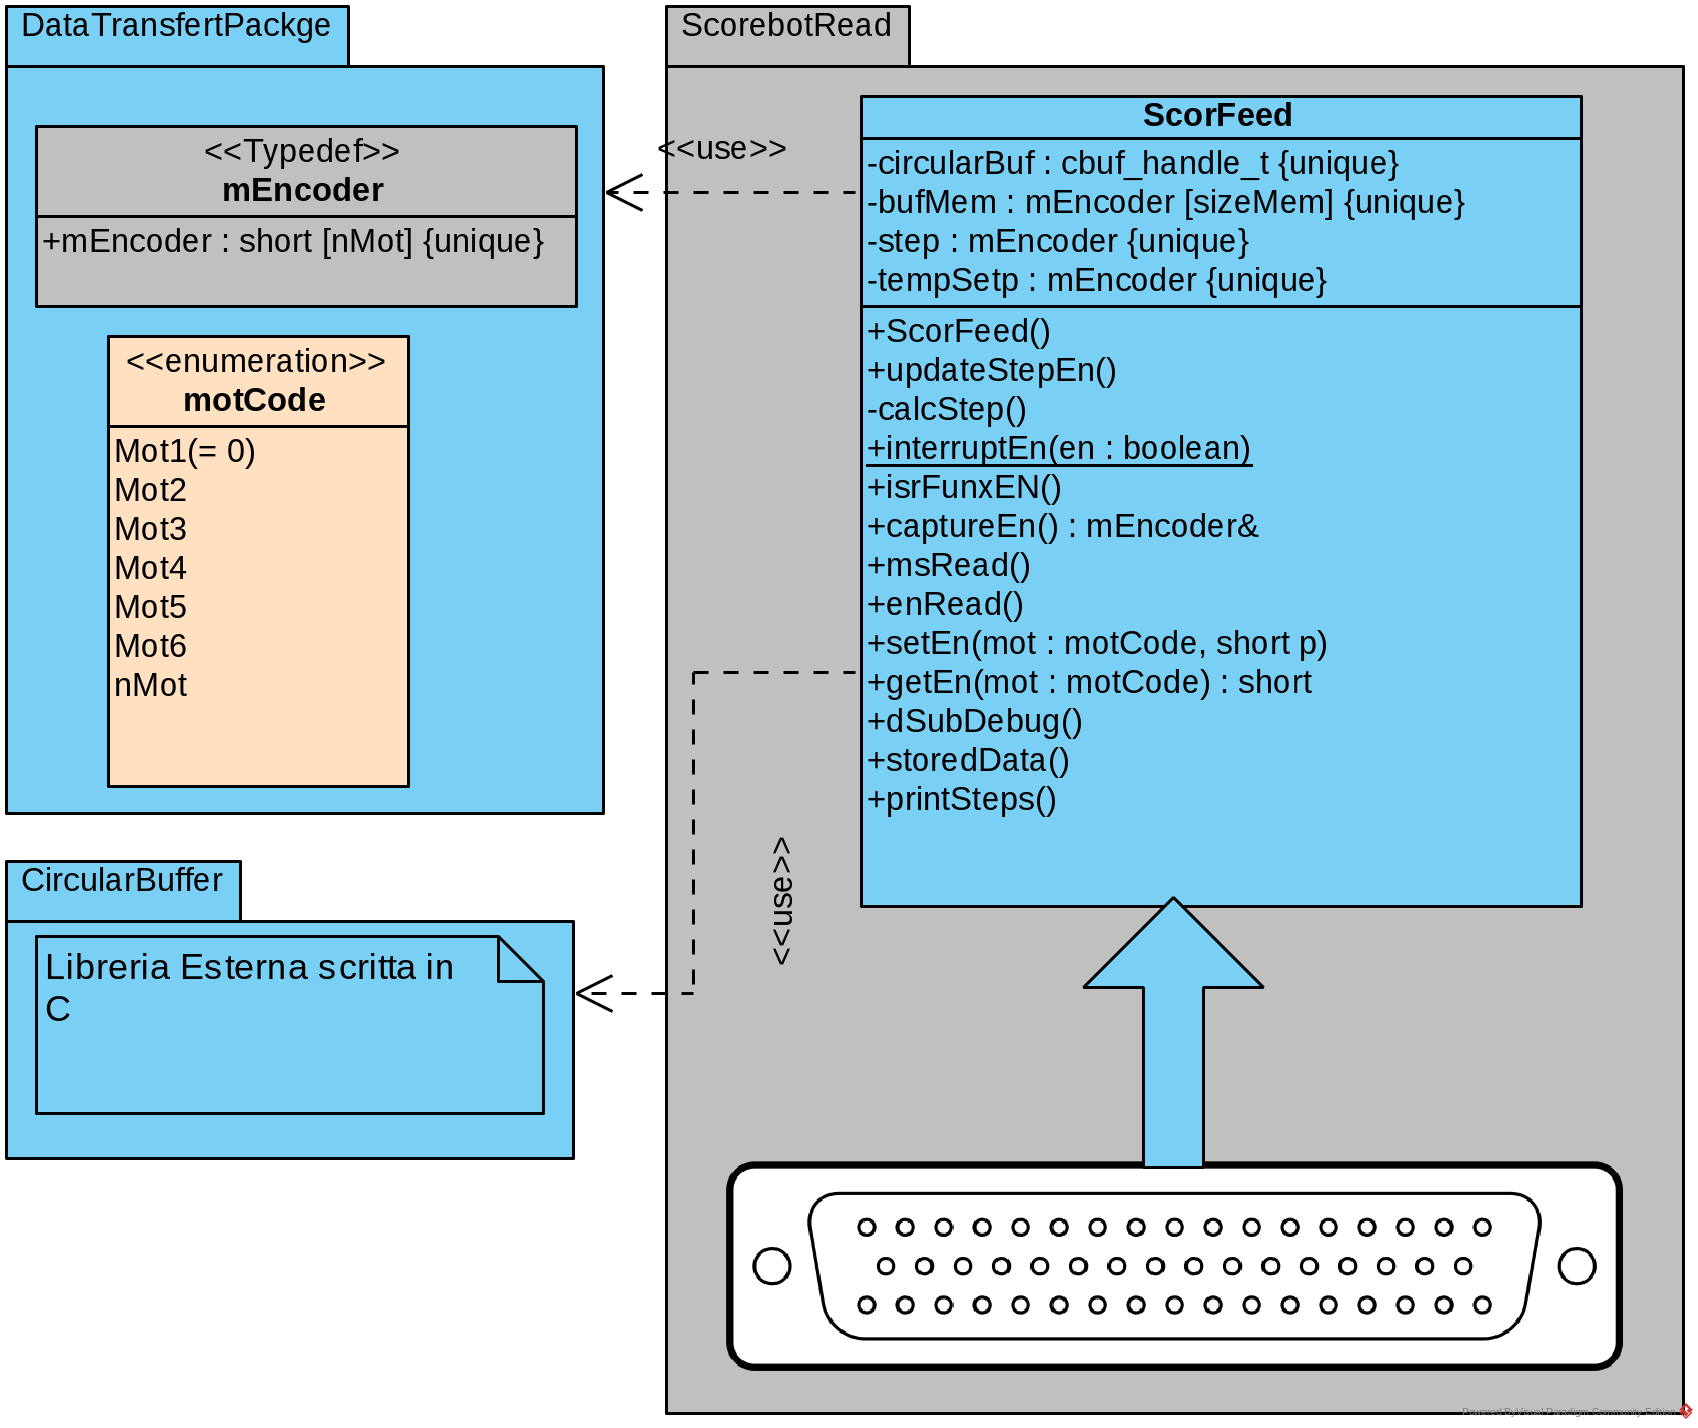 DataTransfertPackge
<<Typedef>>
mEncoder
+mEncoder : short [nMot] {unique}
<<enumeration>>
motCode
Mot1(= 0)
Mot2
Mot3
Mot4
Mot5
Mot6
nMot
CircularBuffer
Libreria Esterna scritta in
C
<<use>>
<<use>>
ScorebotRead
ScorFeed
-circularBuf : cbuf_handle_t {unique}
-bufMem : mEncoder [sizeMem] {unique}
-step : mEncoder {unique}
-tempSetp : mEncoder {unique}
+ScorFeed()
+updateStepEn()
-calcStep()
+interruptEn(en : boolean)
+isrFunxEN()
+captureEn() : mEncoder&
+msRead()
+enRead()
+setEn(mot : motCode, short p)
+getEn(mot : motCode) : short
+dSubDebug()
+storedData()
+printSteps()
Powered ByVisual Paradigm Community Edition